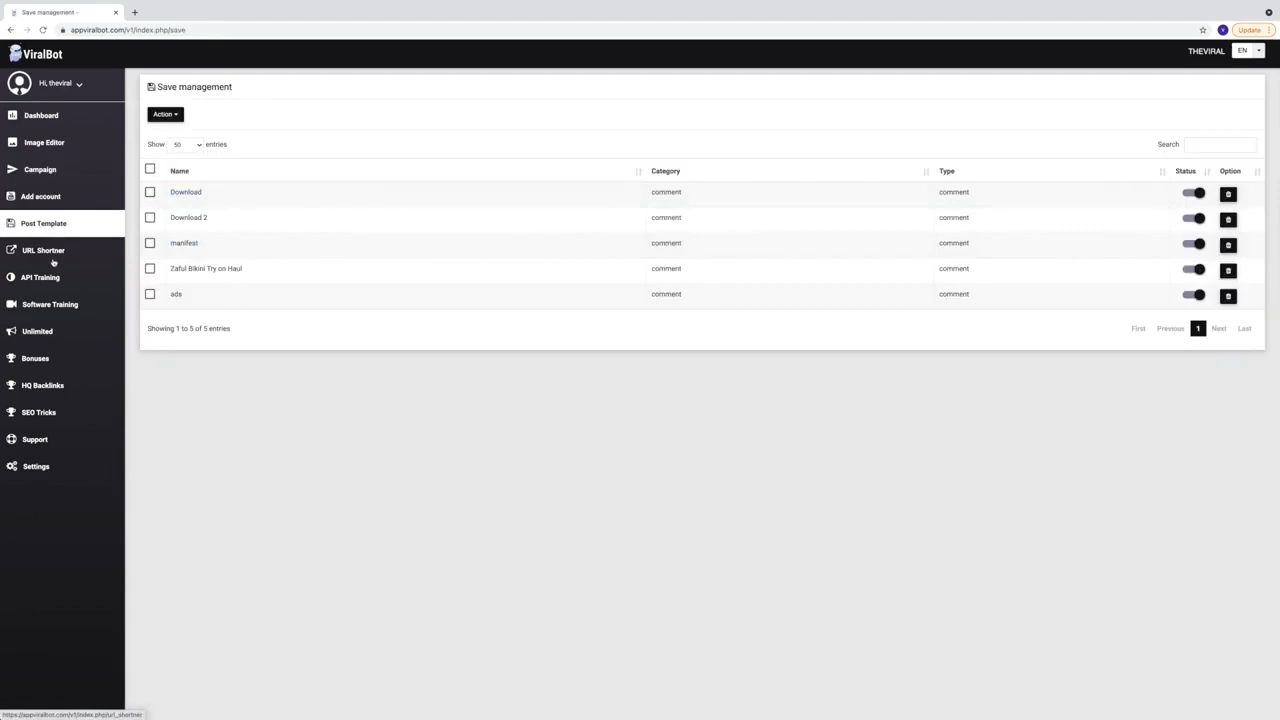 Save management -
appviralbot.com/v1/index.php/save
Update
ViralBot
THEVIRAL
EN
Hi, theviral
Dashboard
Image Editor
Campaign
Add account
Post Template
URL Shortner
API Training
Software Training
Unlimited
Bonuses
HQ Backlinks
SEO Tricks
Support
Settings
Save management
Action
Show 50 entries
Search
Name Category Type Status Option
Download comment comment
Download 2 comment comment
manifest comment comment
Zaful Bikini Try on Haul comment comment
ads comment comment
Showing 1 to 5 of 5 entries
First Previous 1 Next Last
https://appviralbot.com/v1/index.php/url_shortner